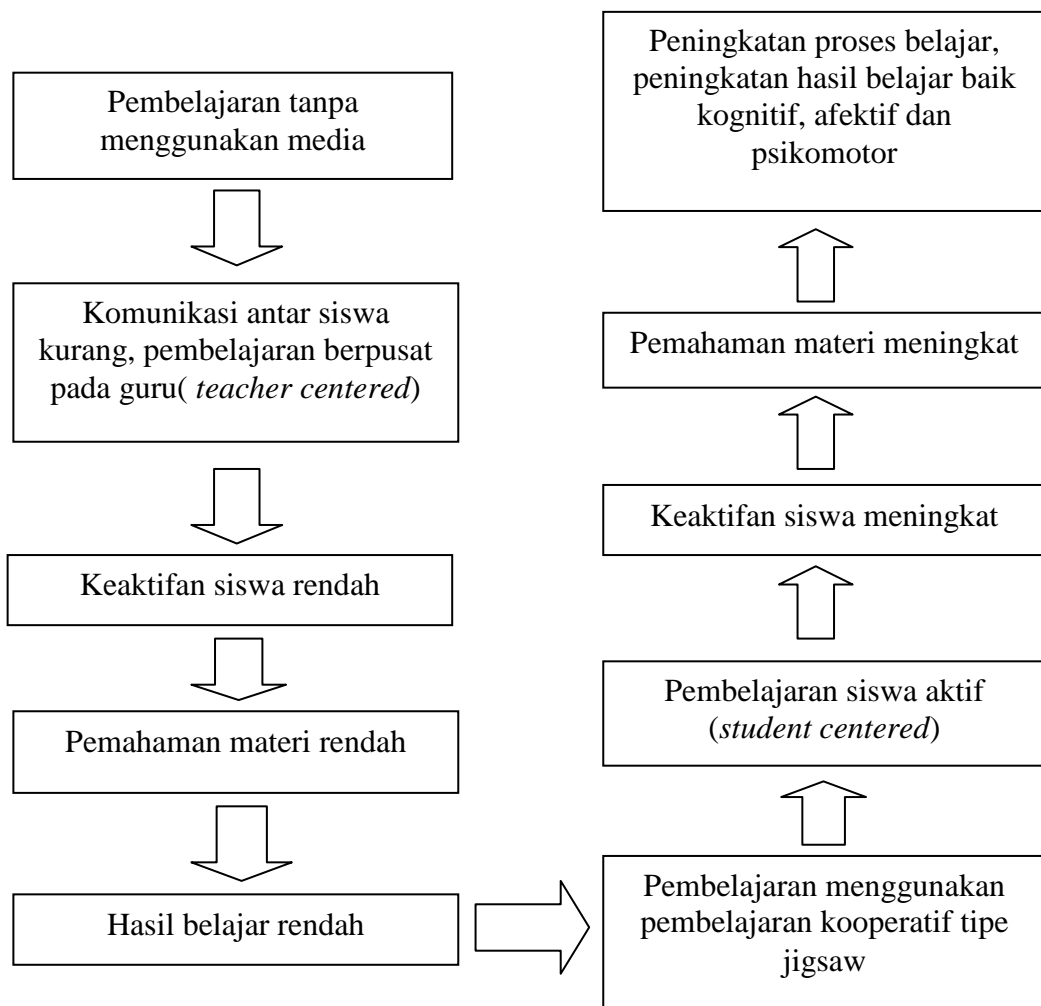 Pembelajaran tanpa
menggunakan media
Komunikasi antar siswa
kurang, pembelajaran berpusat
pada guru( teacher centered)
Keaktifan siswa rendah
Pemahaman materi rendah
Hasil belajar rendah
Pembelajaran menggunakan
pembelajaran kooperatif tipe
jigsaw
Pembelajaran siswa aktif
(student centered)
Keaktifan siswa meningkat
Pemahaman materi meningkat
Peningkatan proses belajar,
peningkatan hasil belajar baik
kognitif, afektif dan
psikomotor